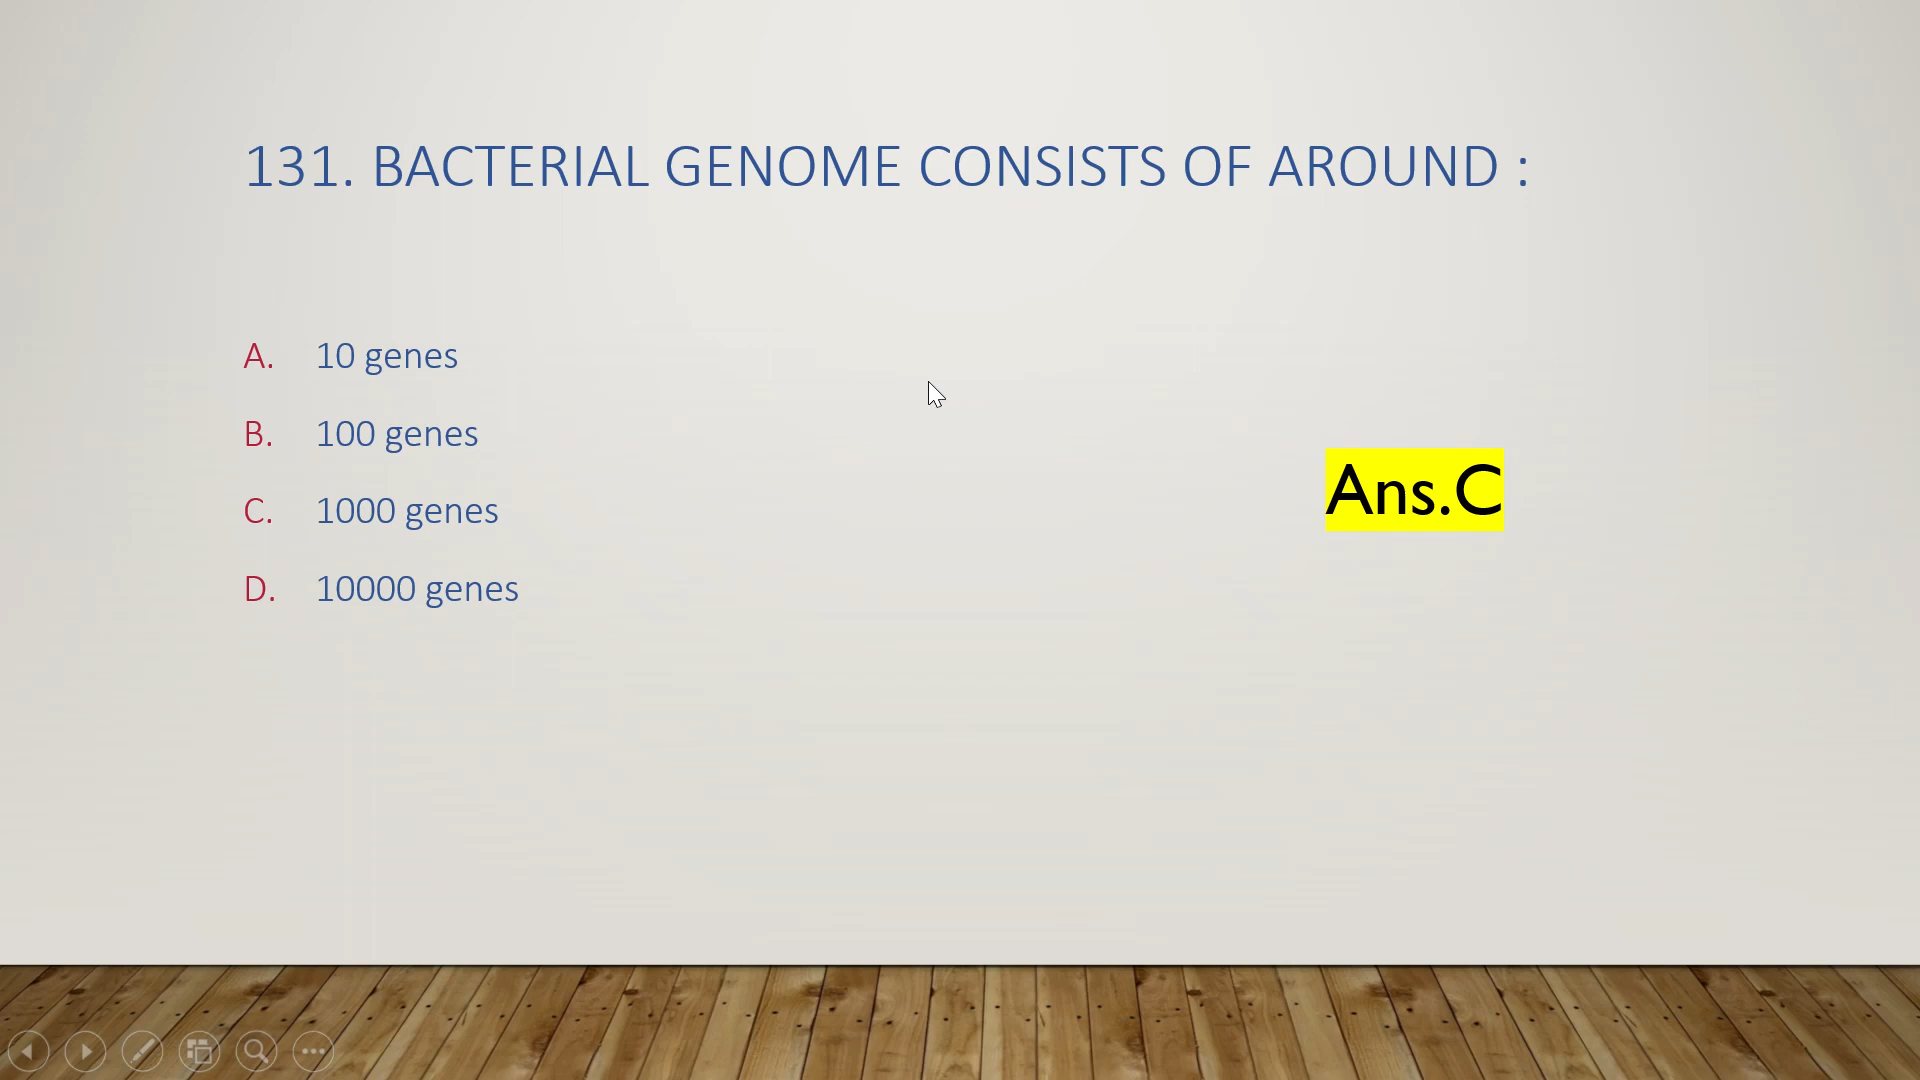 131. BACTERIAL GENOME CONSISTS OF AROUND :
A. 10 genes
B. 100 genes
C. 1000 genes
Ans.C
D. 10000 genes